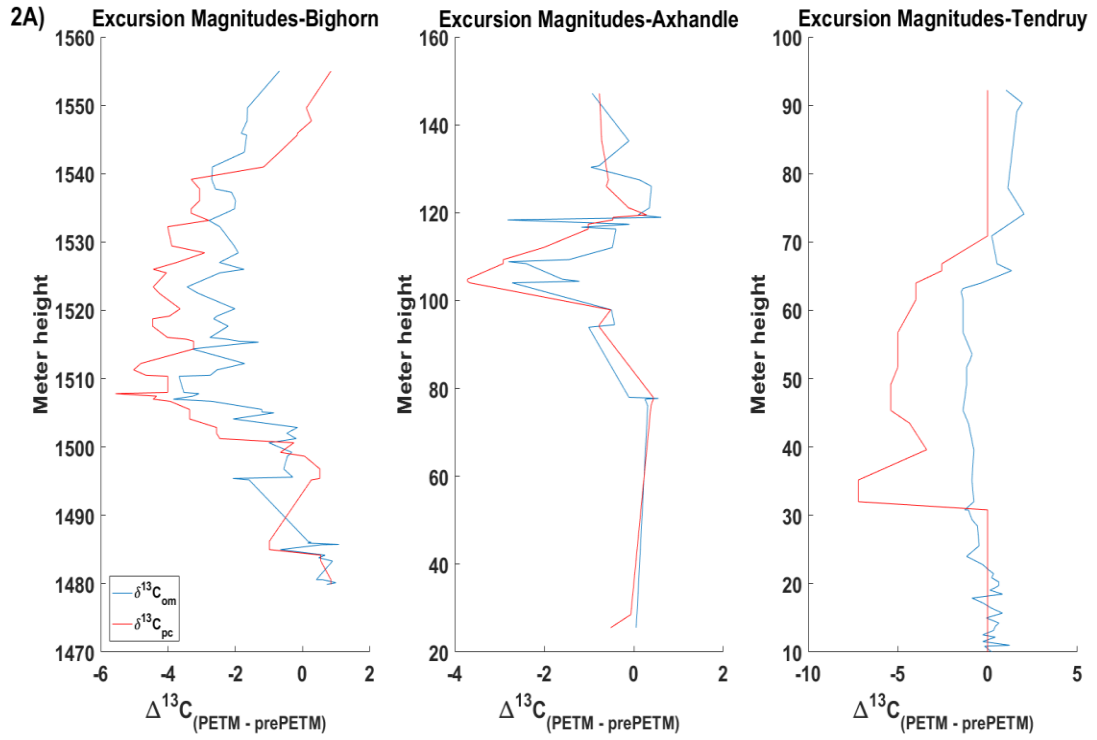 2A)
Excursion Magnitudes-Bighorn
Excursion Magnitudes-Axhandle
Excursion Magnitudes-Tendruy
1560
1550
1540
1530
1520
1510
1500
1490
1480
1470
Meter height
-6 -4 -2 0 2
Δ¹³C(PETM - prePETM)
δ¹³Com
δ¹³Cpc
160
140
120
100
80
60
40
20
Meter height
-4 -3 -2 -1 0 1
Δ¹³C(PETM - prePETM)
100
90
80
70
60
50
40
30
20
10
Meter height
-10 -5 0 5
Δ¹³C(PETM - prePETM)